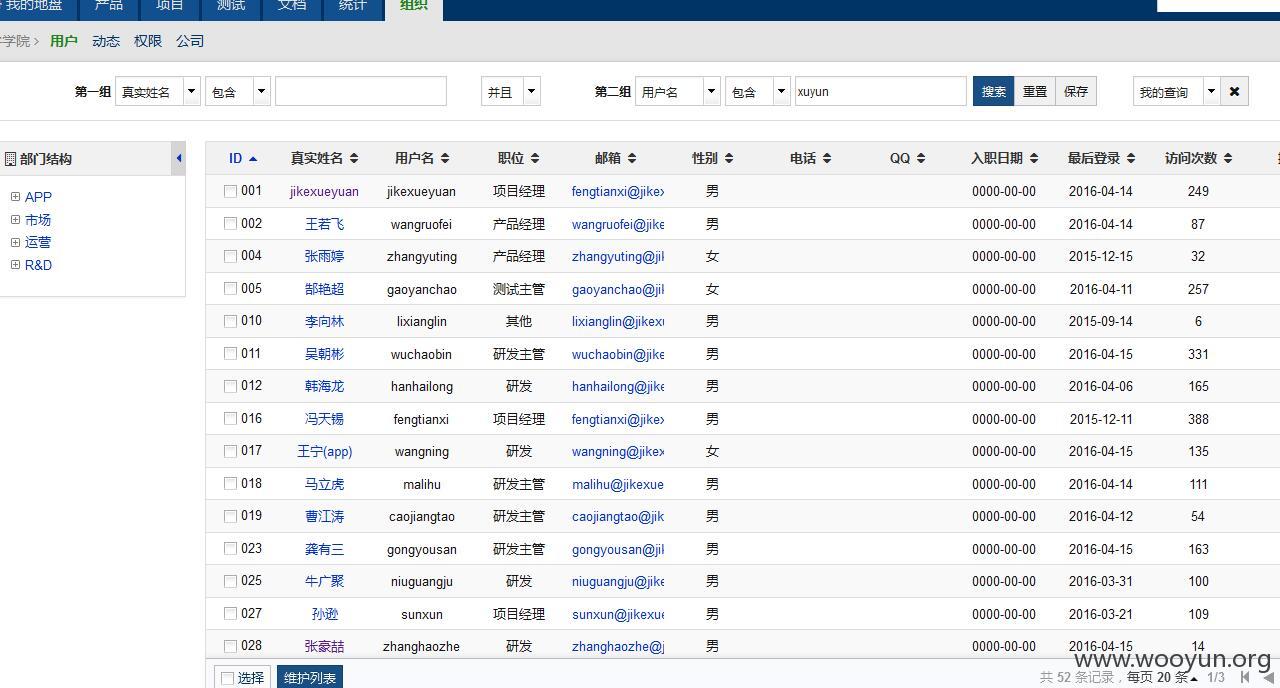 我的地盘 产品 项目 测试 文档 统计 组织
学院 > 用户 动态 权限 公司
第一组 真实姓名 包含 并且 第二组 用户名 包含 xuyun 搜索 重置 保存 我的查询
部门结构
APP
市场
运营
R&D
ID 真实姓名 用户名 职位 邮箱 性别 电话 QQ 入职日期 最后登录 访问次数
001 jikexueyuan jikexueyuan 项目经理 fengtianxi@jikex 男 0000-00-00 2016-04-14 249
002 王若飞 wangruofei 产品经理 wangruofei@jike 男 0000-00-00 2016-04-14 87
004 张雨婷 zhangyuting 产品经理 zhangyuting@jil 女 0000-00-00 2015-12-15 32
005 郜艳超 gaoyanchao 测试主管 gaoyanchao@jil 女 0000-00-00 2016-04-11 257
010 李向林 lixianglin 其他 lixianglin@jikexu 男 0000-00-00 2015-09-14 6
011 吴朝彬 wuchaobin 研发主管 wuchaobin@jike 男 0000-00-00 2016-04-15 331
012 韩海龙 hanhailong 研发 hanhailong@jike 男 0000-00-00 2016-04-06 165
016 冯天锡 fengtianxi 项目经理 fengtianxi@jikex 男 0000-00-00 2015-12-11 388
017 王宁(app) wangning 研发 wangning@jikex 女 0000-00-00 2016-04-15 135
018 马立虎 malihu 研发主管 malihu@jikexue 男 0000-00-00 2016-04-14 111
019 曹江涛 caojiangtao 研发主管 caojiangtao@jik 男 0000-00-00 2016-04-12 54
023 龚有三 gongyousan 研发主管 gongyousan@jil 男 0000-00-00 2016-04-15 163
025 牛广聚 niuguangju 研发 niuguangju@jike 男 0000-00-00 2016-03-31 100
027 孙逊 sunxun 项目经理 sunxun@jikexue 男 0000-00-00 2016-03-21 109
028 张豪喆 zhanghaozhe 研发 zhanghaozhe@j 男 0000-00-00 2016-04-15 14
选择 维护列表 共 52 条记录，每页 20 条 1/3
www.wooyun.org